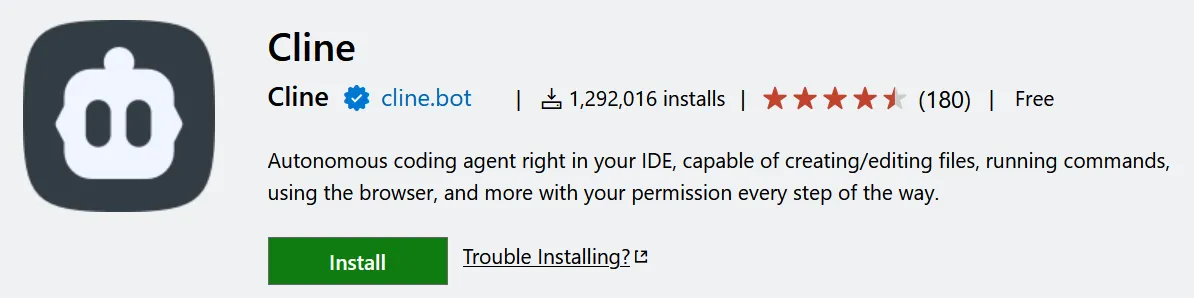 Cline
Cline cline.bot | 1,292,016 installs | (180) | Free
Autonomous coding agent right in your IDE, capable of creating/editing files, running commands,
using the browser, and more with your permission every step of the way.
Install Trouble Installing?